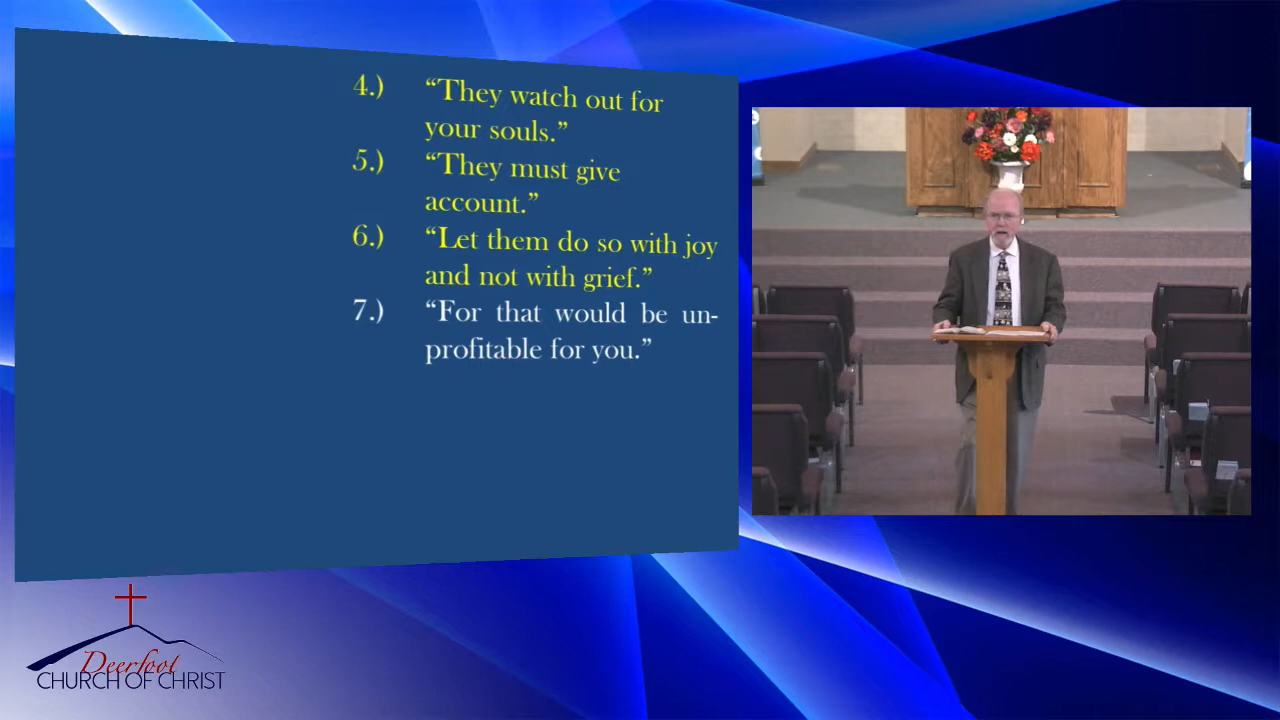 4.) “They watch out for
your souls.”
5.) “They must give
account.”
6.) “Let them do so with joy
and not with grief.”
7.) “For that would be un-
profitable for you.”
Deerfoot
CHURCH OF CHRIST